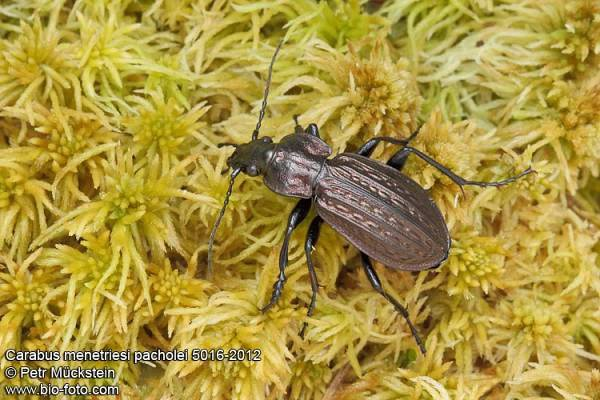 Carabus menetriesi pacholei 5016-2012
© Petr Mückstein
www.bio-foto.com